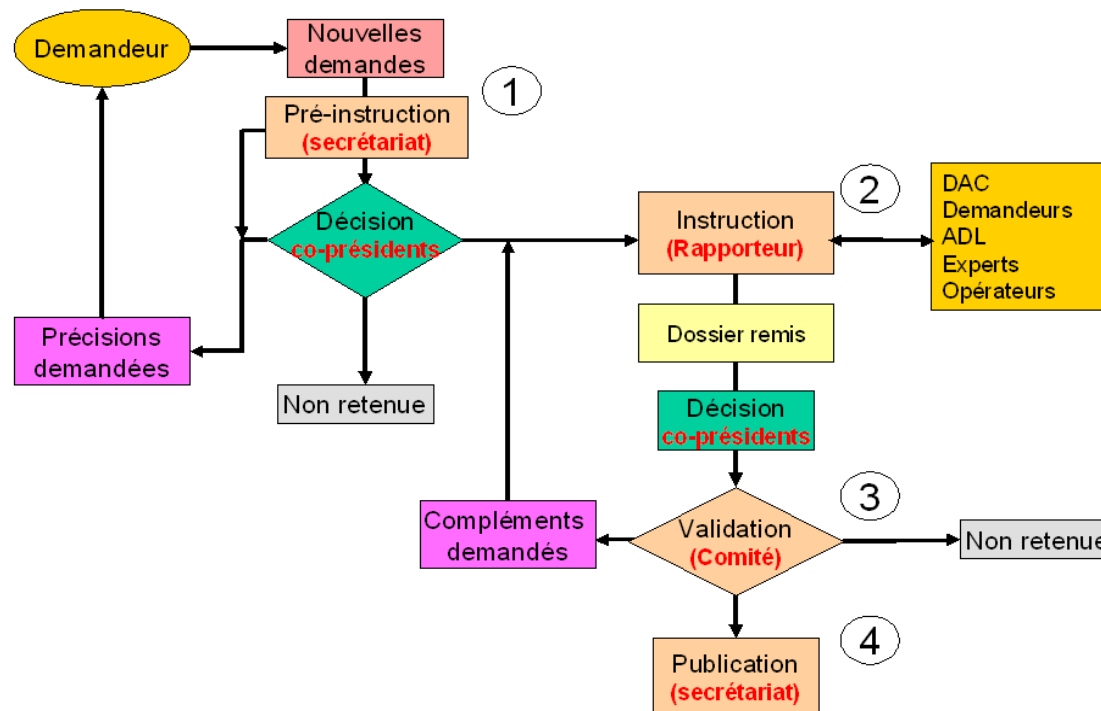 Demandeur
Nouvelles
demandes
1
Pré-instruction
(secrétariat)
Décision
co-présidents
Précisions
demandées
Non retenue
2
Instruction
(Rapporteur)
DAC
Demandeurs
ADL
Experts
Opérateurs
Dossier remis
Décision
co-présidents
3
Validation
(Comité)
Compléments
demandés
Non retenue
4
Publication
(secrétariat)